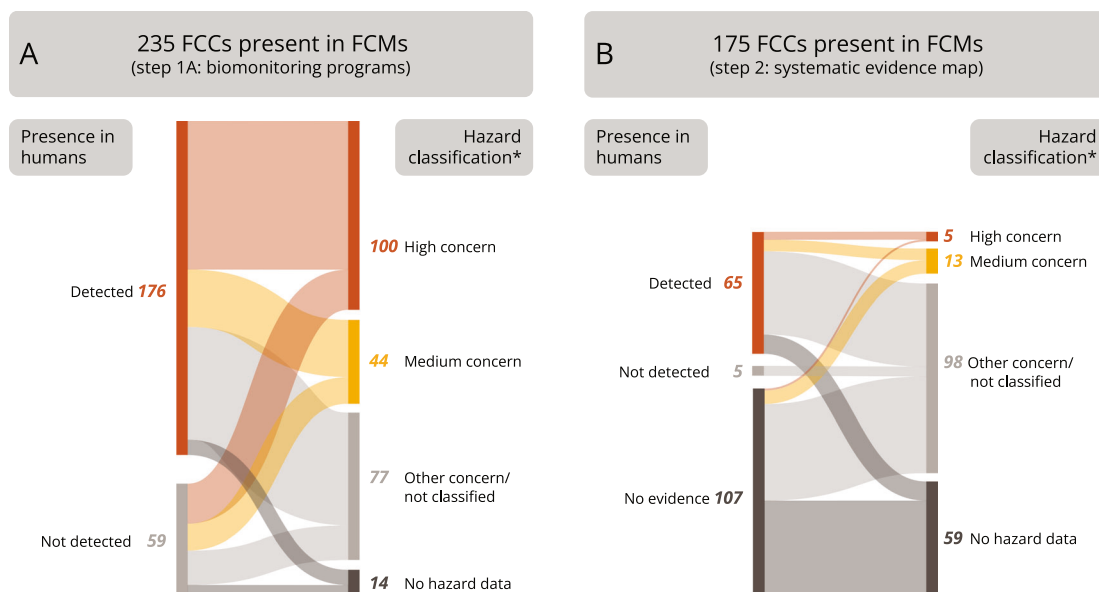 A
235 FCCs present in FCMs
(step 1A: biomonitoring programs)
Presence in
humans
Hazard
classification*
Detected 176
Not detected 59
100 High concern
44 Medium concern
77 Other concern/
not classified
14 No hazard data
B
175 FCCs present in FCMs
(step 2: systematic evidence map)
Presence in
humans
Hazard
classification*
Detected 65
Not detected 5
No evidence 107
5 High concern
13 Medium concern
98 Other concern/
not classified
59 No hazard data